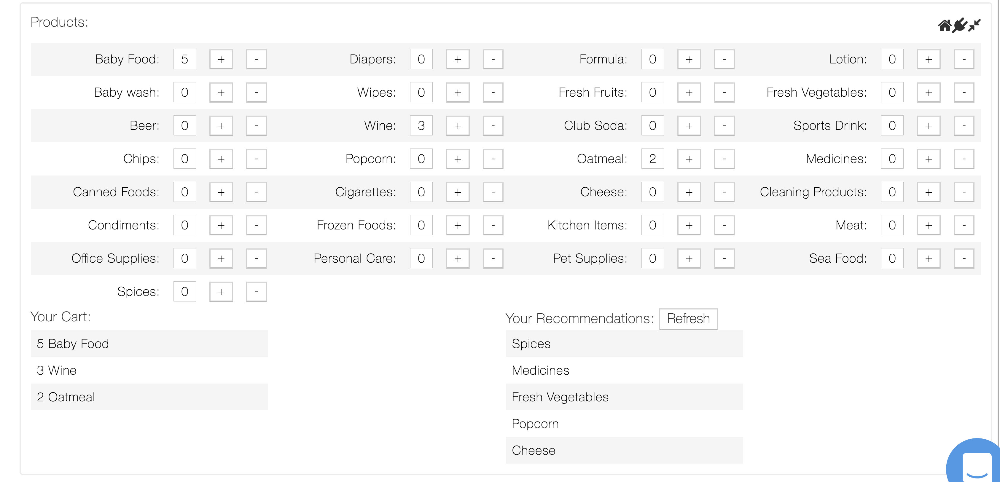 Products:
Baby Food: 5 + - Diapers: 0 + - Formula: 0 + - Lotion: 0 + -
Baby wash: 0 + - Wipes: 0 + - Fresh Fruits: 0 + - Fresh Vegetables: 0 + -
Beer: 0 + - Wine: 3 + - Club Soda: 0 + - Sports Drink: 0 + -
Chips: 0 + - Popcorn: 0 + - Oatmeal: 2 + - Medicines: 0 + -
Canned Foods: 0 + - Cigarettes: 0 + - Cheese: 0 + - Cleaning Products: 0 + -
Condiments: 0 + - Frozen Foods: 0 + - Kitchen Items: 0 + - Meat: 0 + -
Office Supplies: 0 + - Personal Care: 0 + - Pet Supplies: 0 + - Sea Food: 0 + -
Spices: 0 + -
Your Cart:
5 Baby Food
3 Wine
2 Oatmeal
Your Recommendations: Refresh
Spices
Medicines
Fresh Vegetables
Popcorn
Cheese